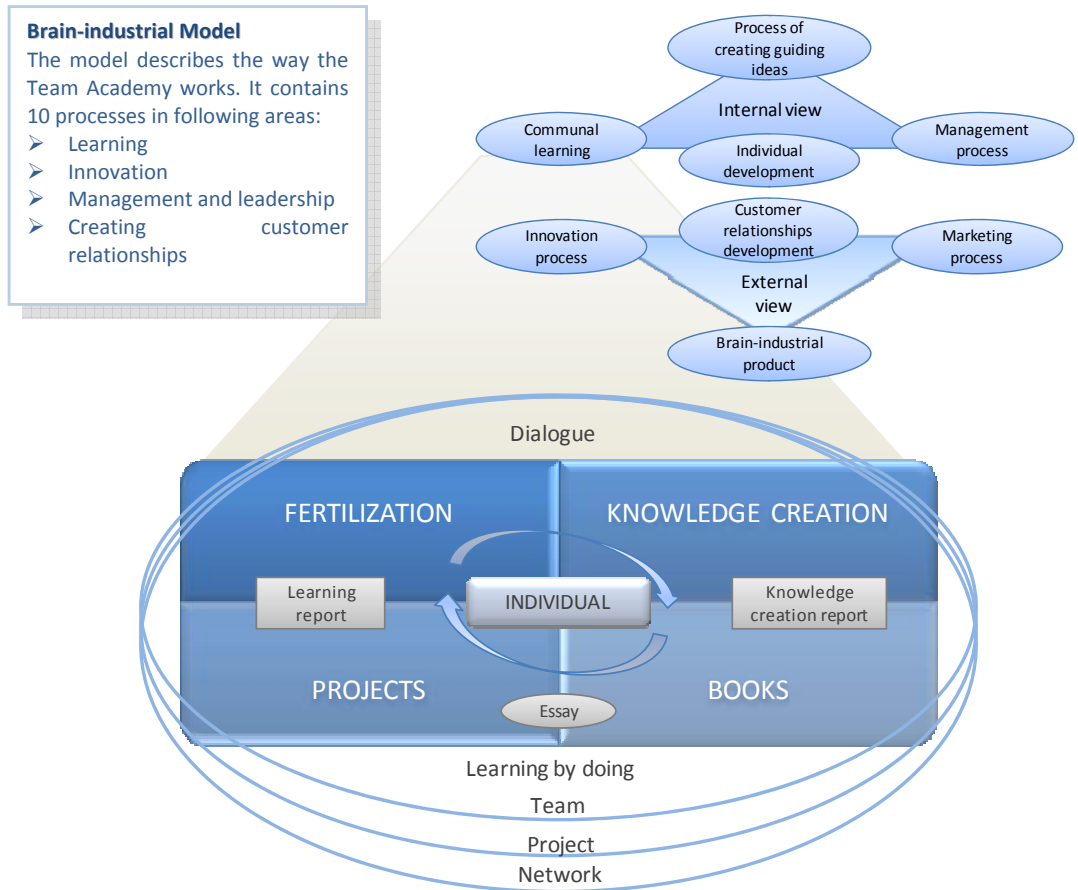 Brain-industrial Model
The model describes the way the
Team Academy works. It contains
10 processes in following areas:
➢ Learning
➢ Innovation
➢ Management and leadership
➢ Creating customer
relationships
Process of
creating guiding
ideas
Internal view
Communal
learning
Management
process
Individual
development
Customer
relationships
development
Innovation
process
Marketing
process
External
view
Brain-industrial
product
Dialogue
FERTILIZATION
KNOWLEDGE CREATION
Learning
report
INDIVIDUAL
Knowledge
creation report
PROJECTS
BOOKS
Essay
Learning by doing
Team
Project
Network